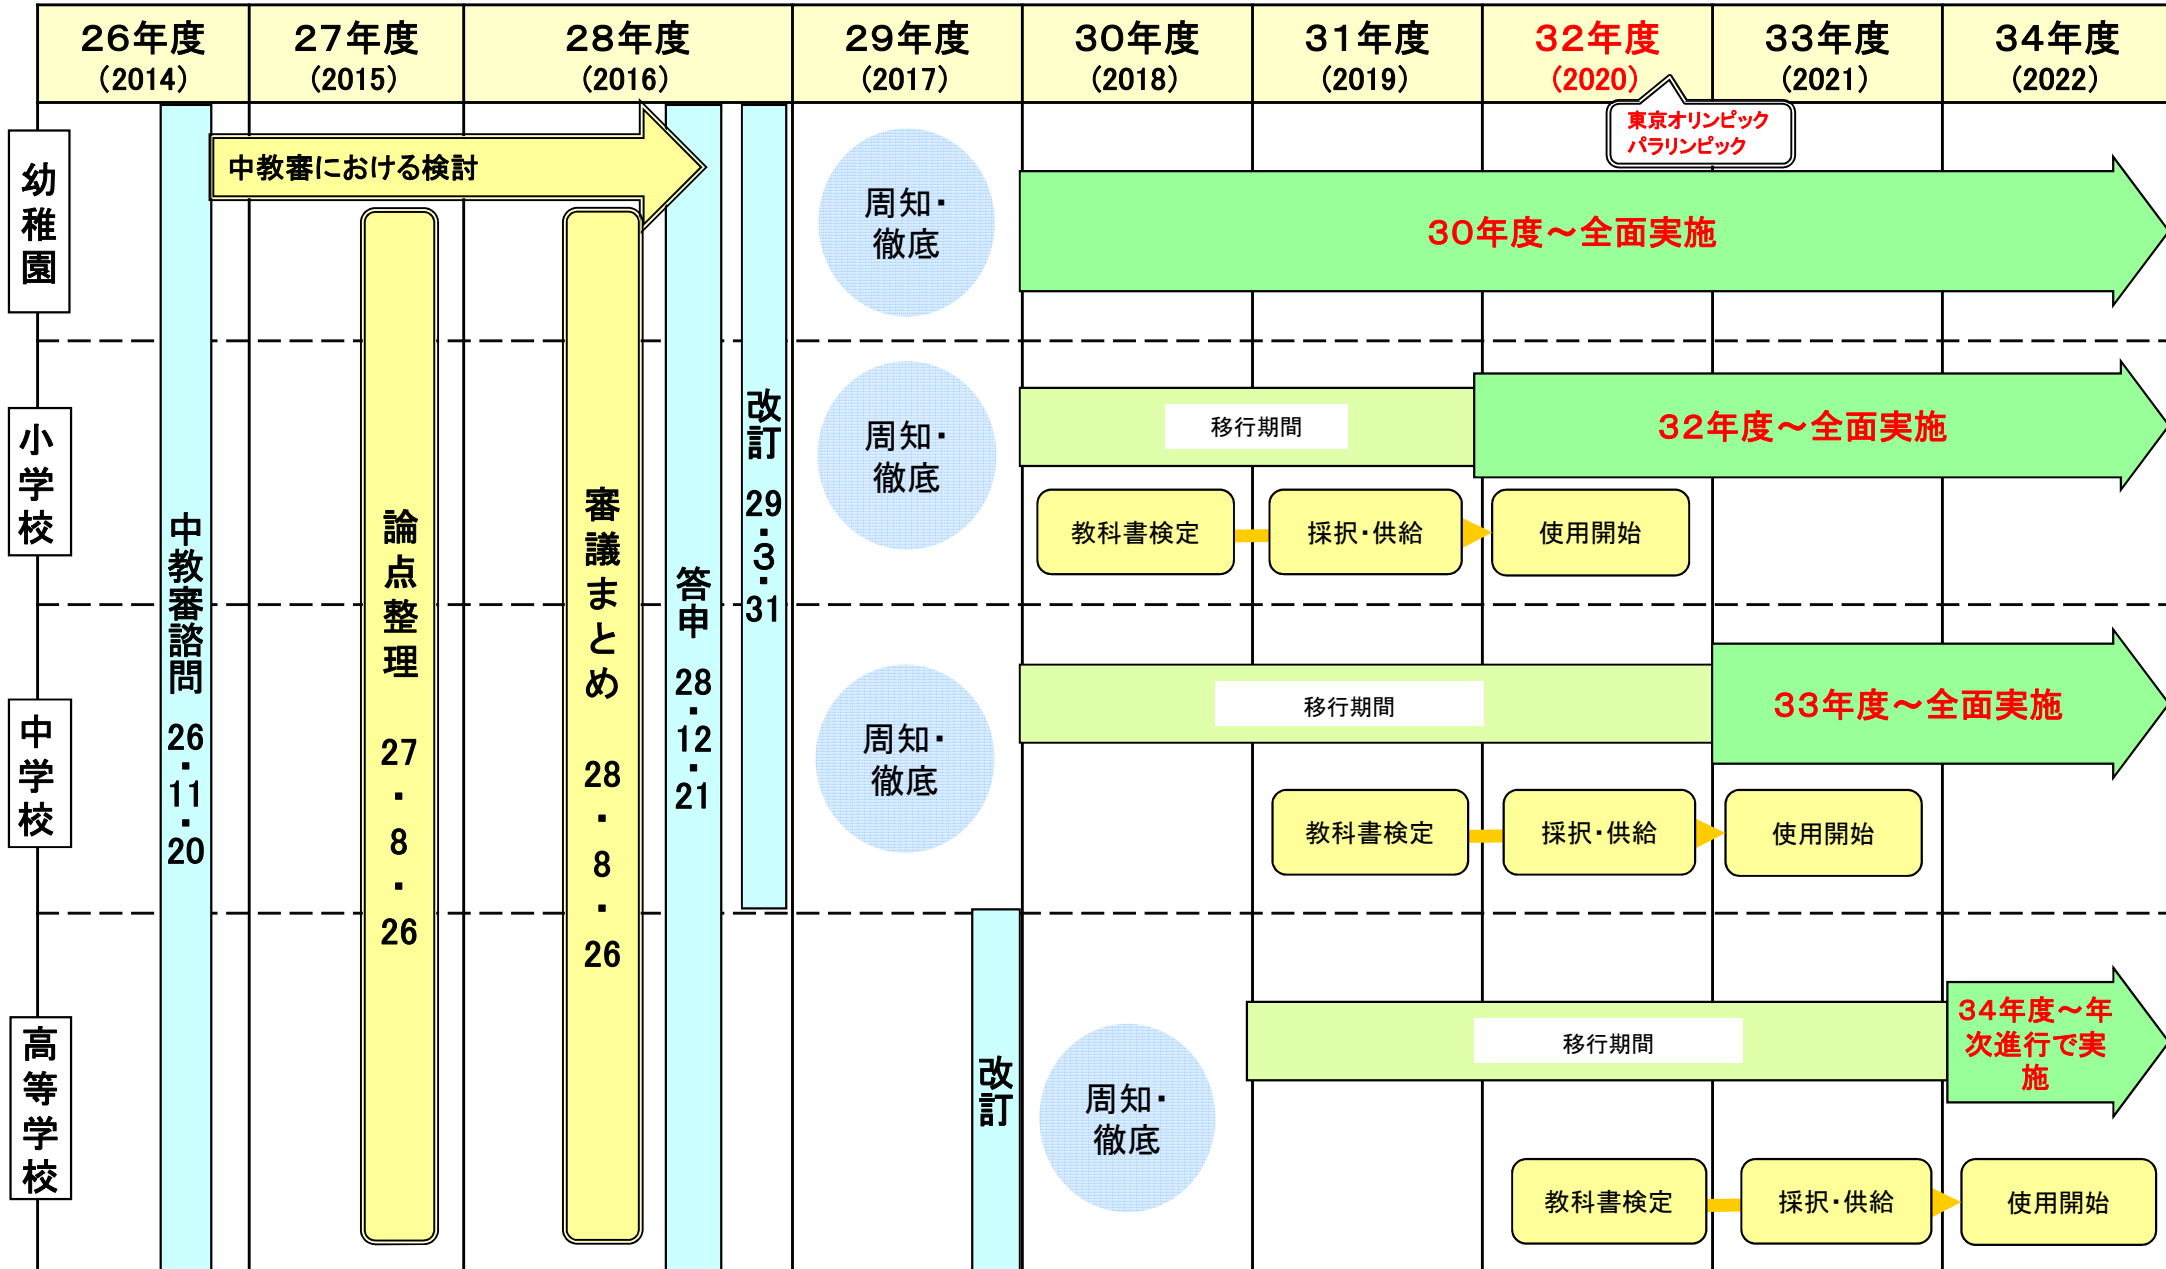 26年度
(2014)
27年度
(2015)
28年度
(2016)
29年度
(2017)
30年度
(2018)
31年度
(2019)
32年度
(2020)
33年度
(2021)
34年度
(2022)
東京オリンピック
パラリンピック
幼稚園
中教審における検討
周知・
徹底
30年度～全面実施
中教審諮問 26・11・20
論点整理 27・8・26
審議まとめ 28・8・26
答申 28・12・21
改訂 29・3・31
小学校
周知・
徹底
移行期間
32年度～全面実施
教科書検定
採択・供給
使用開始
中学校
周知・
徹底
移行期間
33年度～全面実施
教科書検定
採択・供給
使用開始
高等学校
改訂
周知・
徹底
移行期間
34年度～年
次進行で実
施
教科書検定
採択・供給
使用開始